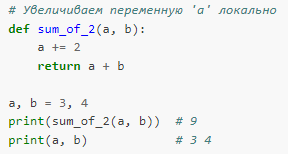 # Увеличиваем переменную 'a' локально
def sum_of_2(a, b):
    a += 2
    return a + b

a, b = 3, 4
print(sum_of_2(a, b))  # 9
print(a, b)            # 3 4